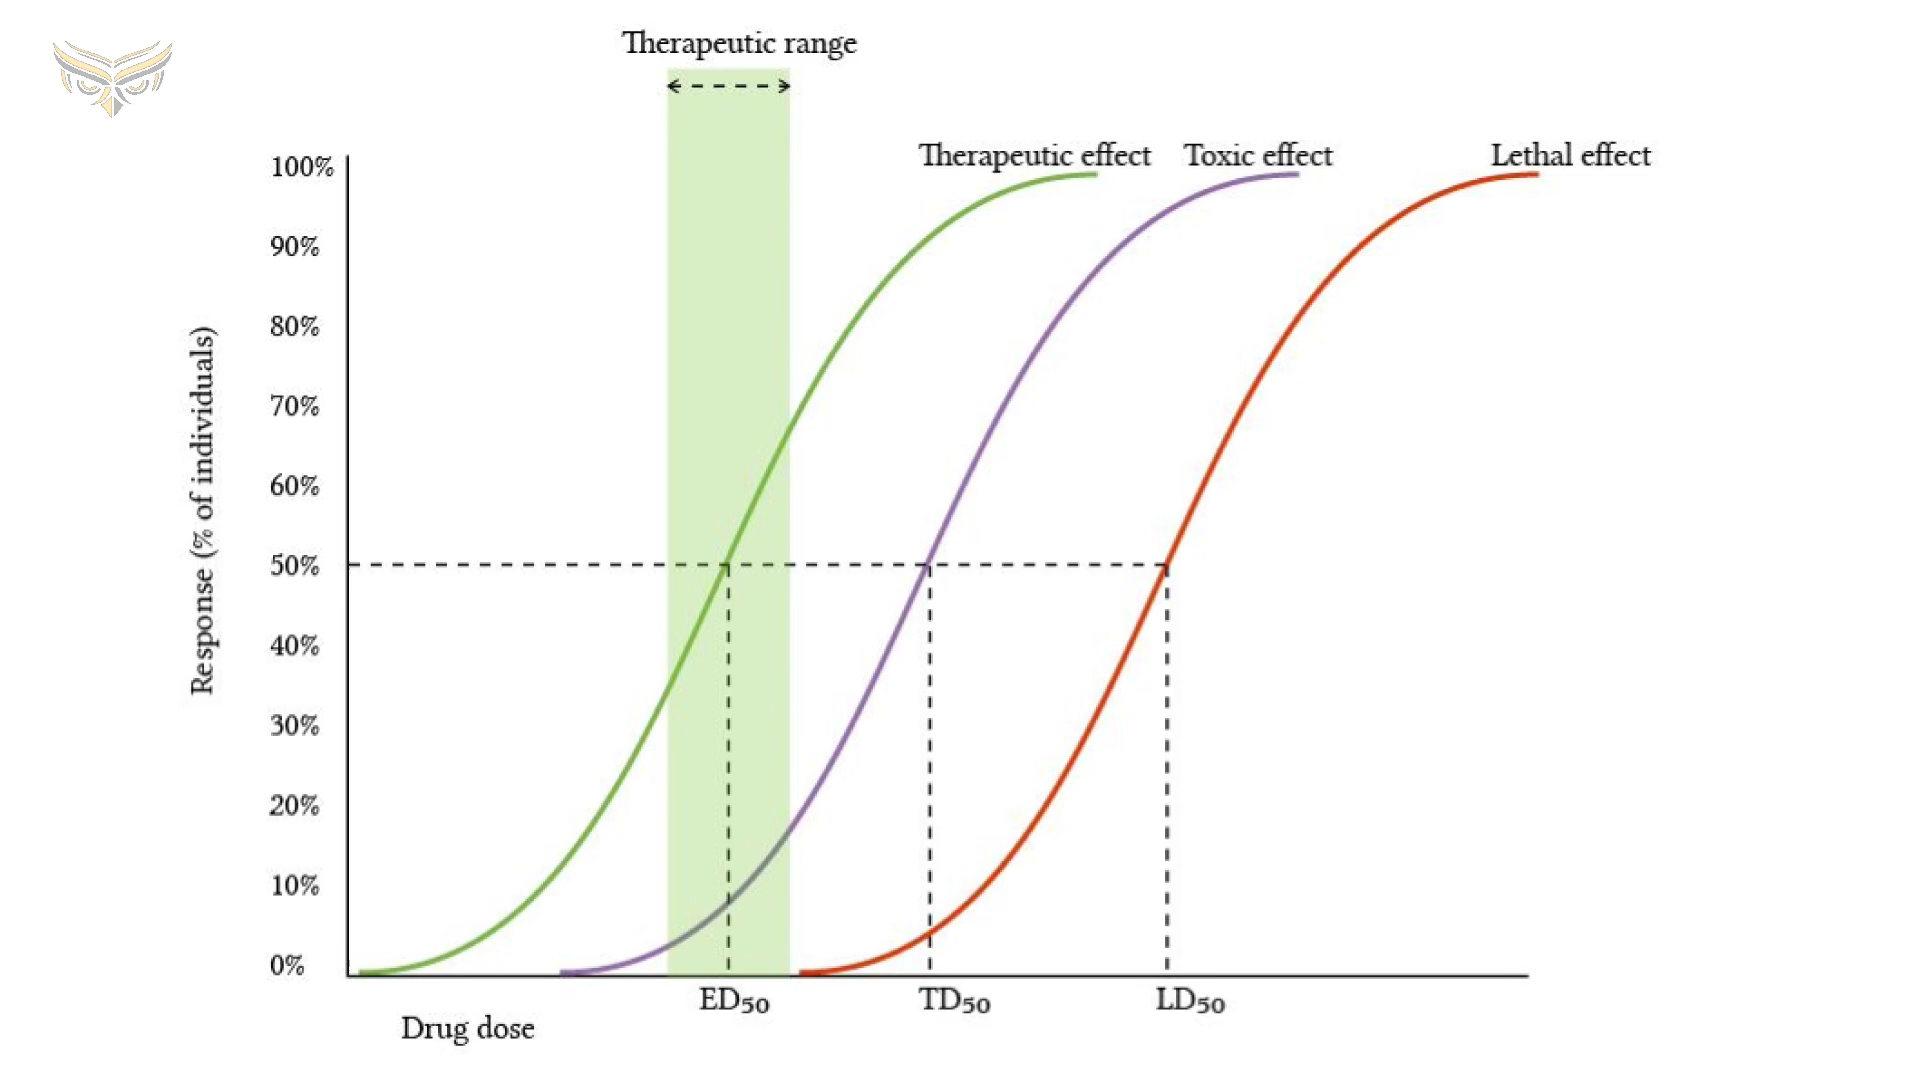 Therapeutic range
Therapeutic effect
Toxic effect
Lethal effect
100%
90%
80%
70%
60%
50%
40%
30%
20%
10%
0%
Response (% of individuals)
ED50
TD50
LD50
Drug dose